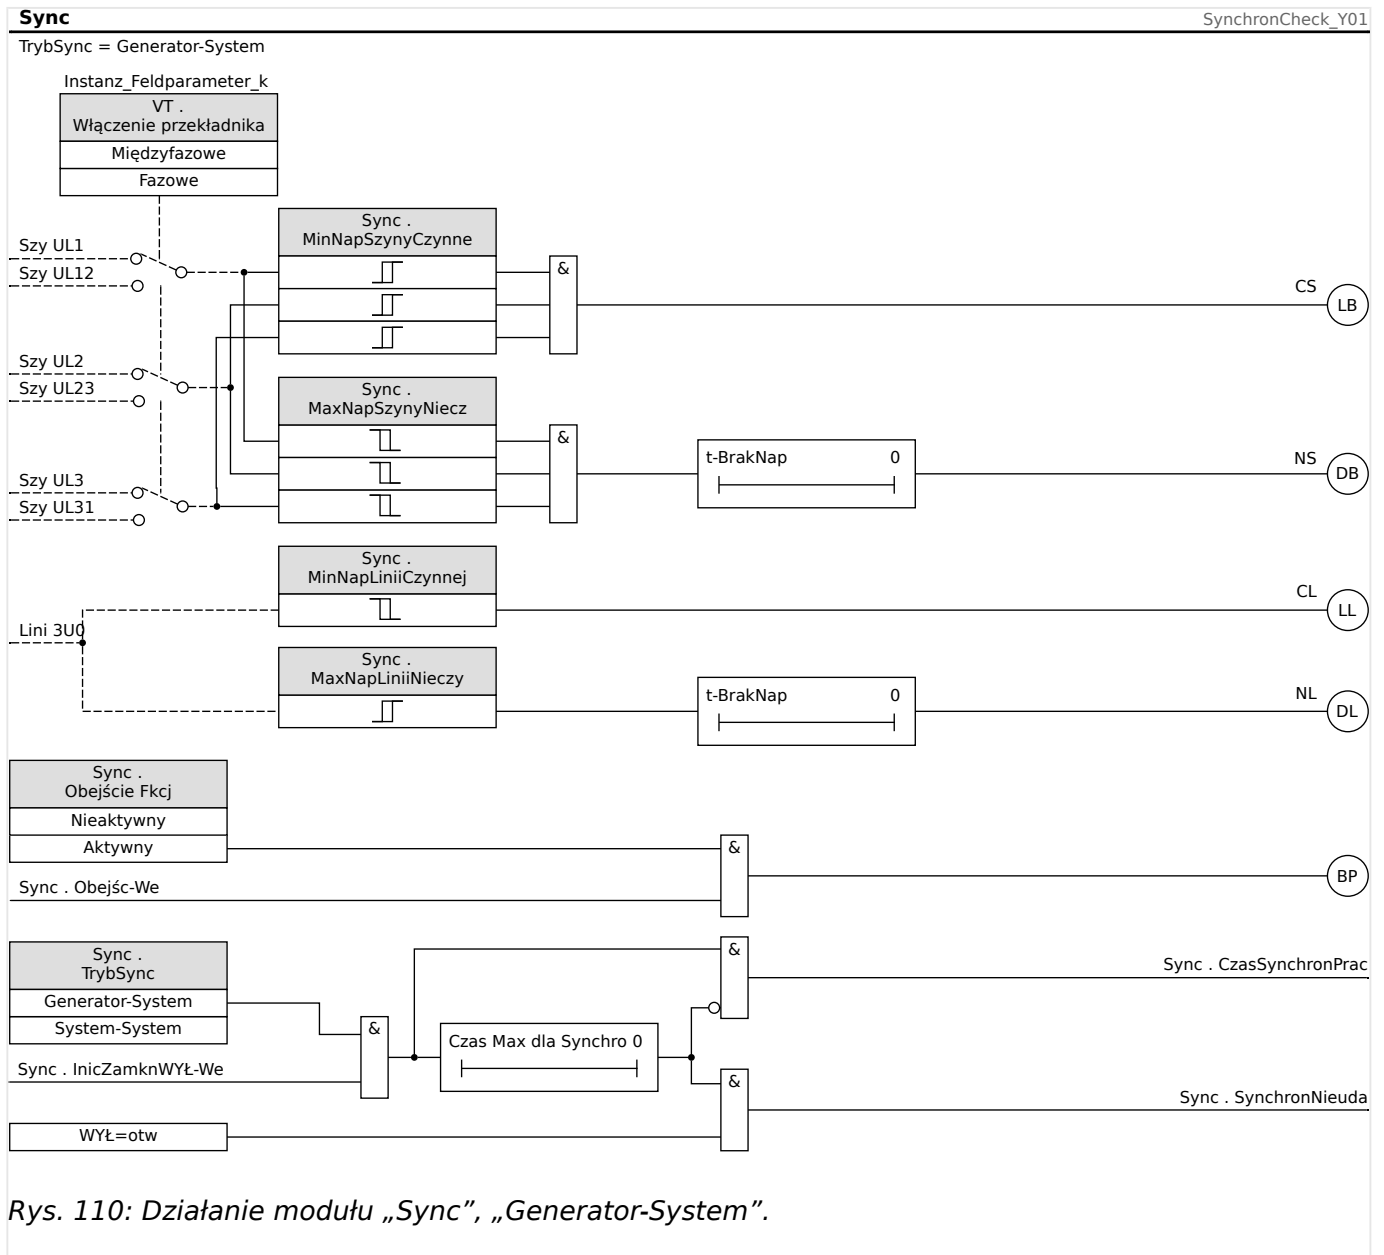 Sync
SynchronCheck_Y01
TrybSync = Generator-System
Instanz_Feldparameter_k
VT .
Włączenie przekładnika
Międzyfazowe
Fazowe
Sync .
MinNapSzynyCzynne
Szy UL1
Szy UL12
&
CS
LB
Szy UL2
Szy UL23
Sync .
MaxNapSzynyNiecz
&
t-BrakNap 0
NS
DB
Szy UL3
Szy UL31
Sync .
MinNapLiniiCzynnej
CL
LL
Lini 3U0
Sync .
MaxNapLiniiNieczy
t-BrakNap 0
NL
DL
Sync .
Obejście Fkcj
Nieaktywny
Aktywny
&
Sync . Obejśc-We
BP
Sync .
TrybSync
Generator-System
System-System
&
Sync . CzasSynchronPrac
&
Czas Max dla Synchro 0
Sync . InicZamknWYŁ-We
&
Sync . SynchronNieuda
WYŁ=otw
Rys. 110: Działanie modułu „Sync”, „Generator-System”.